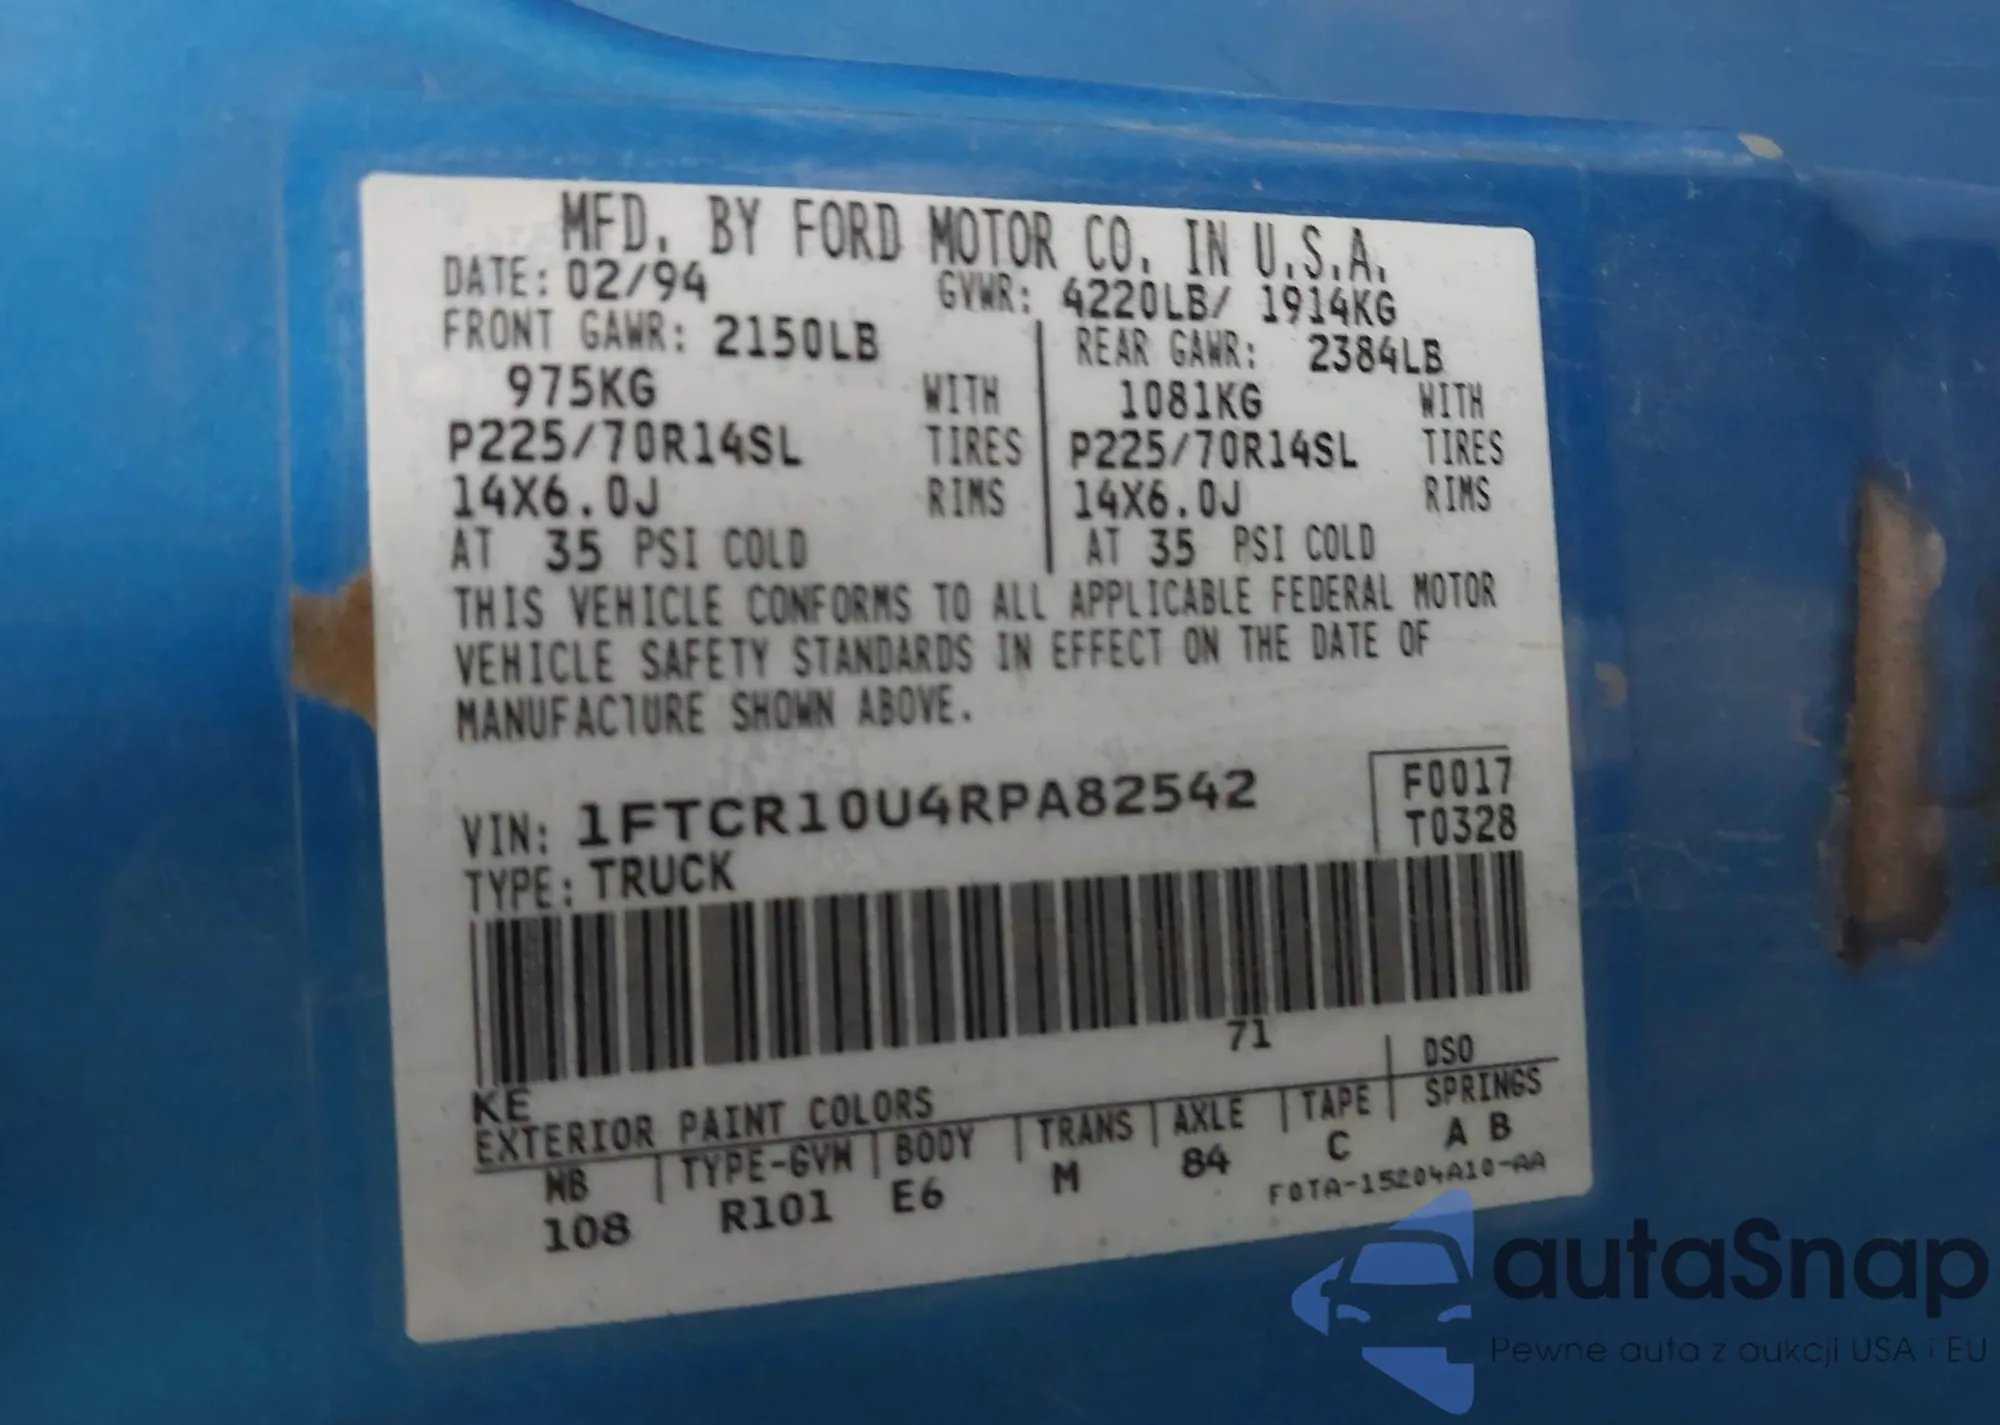 MFD. BY FORD MOTOR CO. IN U.S.A.
DATE: 02/94 GVWR: 4220LB/ 1914KG
FRONT GAWR: 2150LB REAR GAWR: 2384LB
975KG WITH 1081KG WITH
P225/70R14SL TIRES P225/70R14SL TIRES
14X6.0J RIMS 14X6.0J RIMS
AT 35 PSI COLD AT 35 PSI COLD
THIS VEHICLE CONFORMS TO ALL APPLICABLE FEDERAL MOTOR
VEHICLE SAFETY STANDARDS IN EFFECT ON THE DATE OF
MANUFACTURE SHOWN ABOVE.
VIN: 1FTCR10U4RPA82542 F0017
TYPE: TRUCK T0328
71
KE DSO
EXTERIOR PAINT COLORS
WB TYPE-GVW BODY TRANS AXLE TAPE SPRINGS
108 R101 E6 M 84 C A B
F0TA-15204A10-AA
autaSnap
Pewne auta z aukcji USA i EU